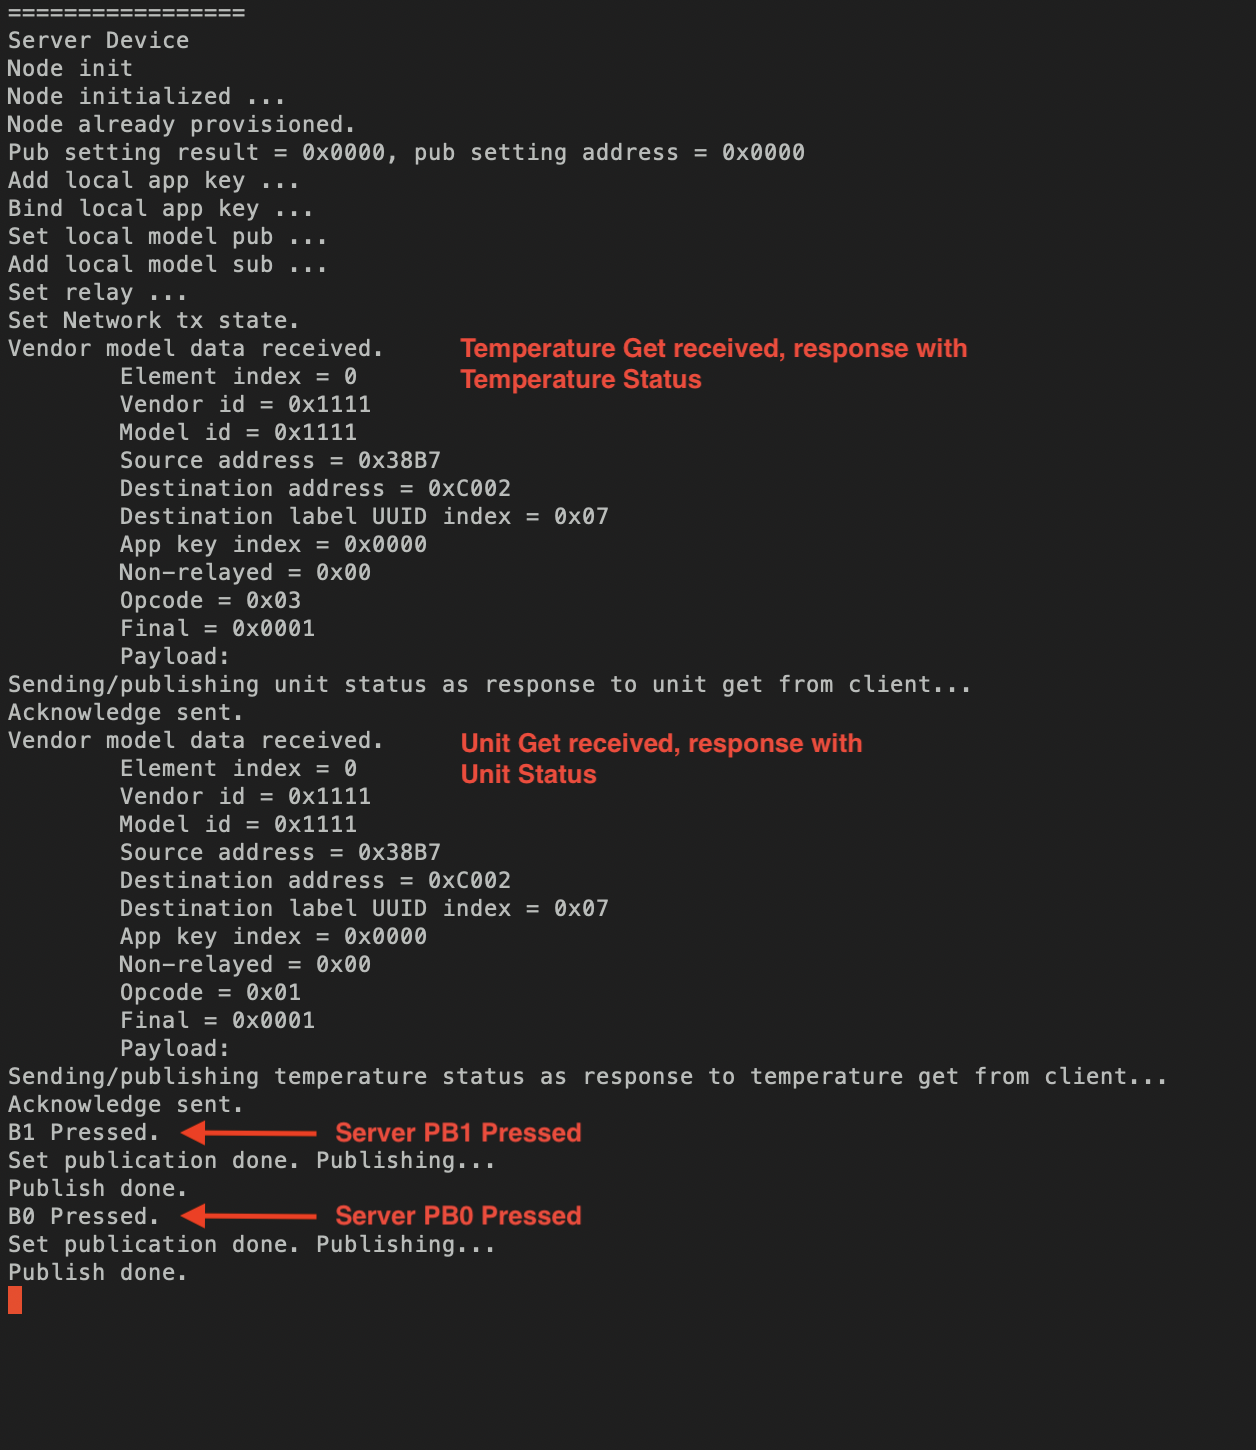 =================
Server Device
Node init
Node initialized ...
Node already provisioned.
Pub setting result = 0x0000, pub setting address = 0x0000
Add local app key ...
Bind local app key ...
Set local model pub ...
Add local model sub ...
Set relay ...
Set Network tx state.
Vendor model data received.
Temperature Get received, response with
Temperature Status
Element index = 0
Vendor id = 0x1111
Model id = 0x1111
Source address = 0x38B7
Destination address = 0xC002
Destination label UUID index = 0x07
App key index = 0x0000
Non-relayed = 0x00
Opcode = 0x03
Final = 0x0001
Payload:
Sending/publishing unit status as response to unit get from client...
Acknowledge sent.
Vendor model data received.
Unit Get received, response with
Unit Status
Element index = 0
Vendor id = 0x1111
Model id = 0x1111
Source address = 0x38B7
Destination address = 0xC002
Destination label UUID index = 0x07
App key index = 0x0000
Non-relayed = 0x00
Opcode = 0x01
Final = 0x0001
Payload:
Sending/publishing temperature status as response to temperature get from client...
Acknowledge sent.
B1 Pressed.
Server PB1 Pressed
Set publication done. Publishing...
Publish done.
B0 Pressed.
Server PB0 Pressed
Set publication done. Publishing...
Publish done.